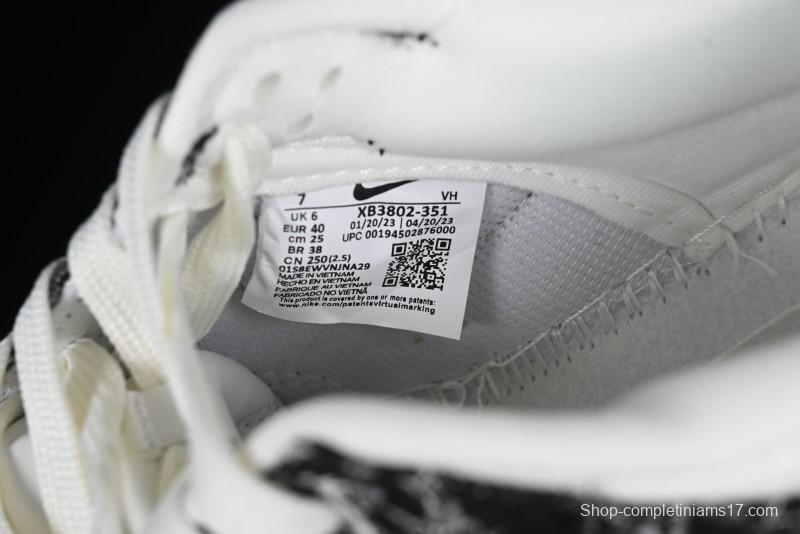 7 VH
UK 6 XB3802-351
EUR 40 01/20/23 | 04/20/23
cm 25 UPC 00194502876000
BR 38
CN 250(2.5)
01S8EWVNJNA29
MADE IN VIETNAM
HECHO EN VIETNAM
FABRIQUE AU VIETNAM
FABRICADO NO VIETNÃ
This product is covered by one or more patents:
www.nike.com/patentsvirtualmarking
Shop-completiniams17.com